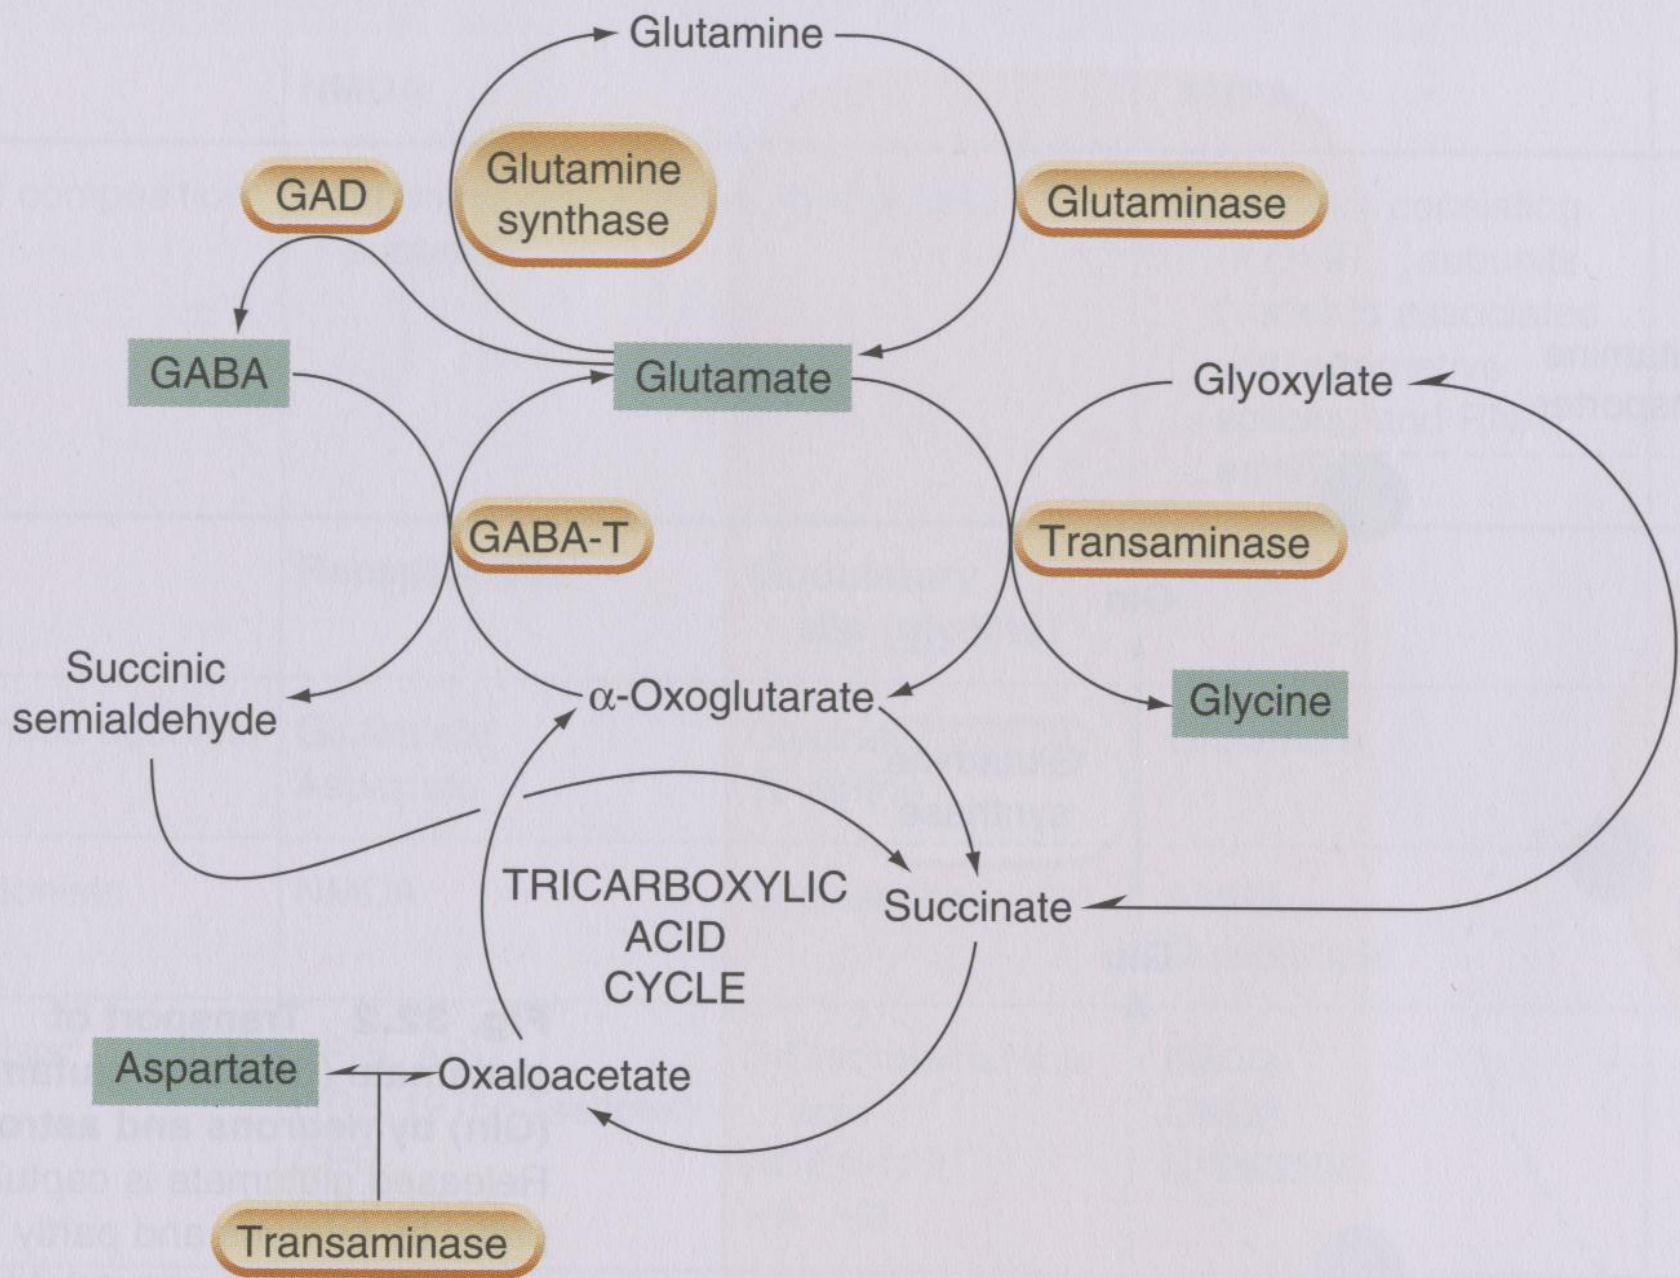 Glutamine
GAD
Glutamine
synthase
Glutaminase
GABA
Glutamate
Glyoxylate
GABA-T
Transaminase
Succinic
semialdehyde
α-Oxoglutarate
Glycine
TRICARBOXYLIC
ACID
CYCLE
Succinate
Aspartate
Oxaloacetate
Transaminase